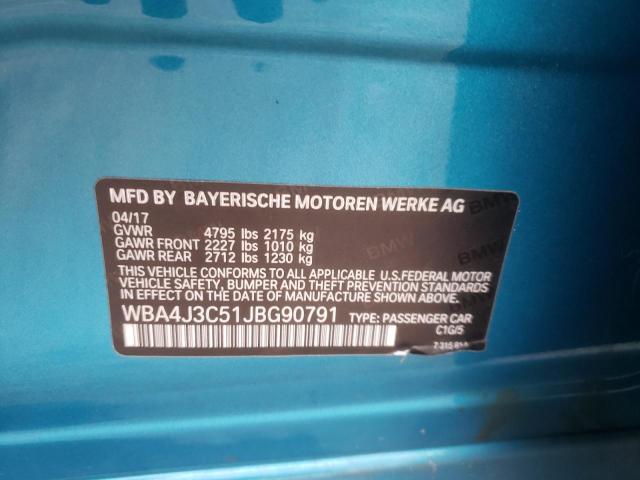 MFD BY BAYERISCHE MOTOREN WERKE AG
04/17
GVWR 4795 lbs 2175 kg
GAWR FRONT 2227 lbs 1010 kg
GAWR REAR 2712 lbs 1230 kg
THIS VEHICLE CONFORMS TO ALL APPLICABLE U.S. FEDERAL MOTOR
VEHICLE SAFETY, BUMPER AND THEFT PREVENTION STANDARDS
IN EFFECT ON THE DATE OF MANUFACTURE SHOWN ABOVE.
WBA4J3C51JBG90791 TYPE: PASSENGER CAR
C1G/5